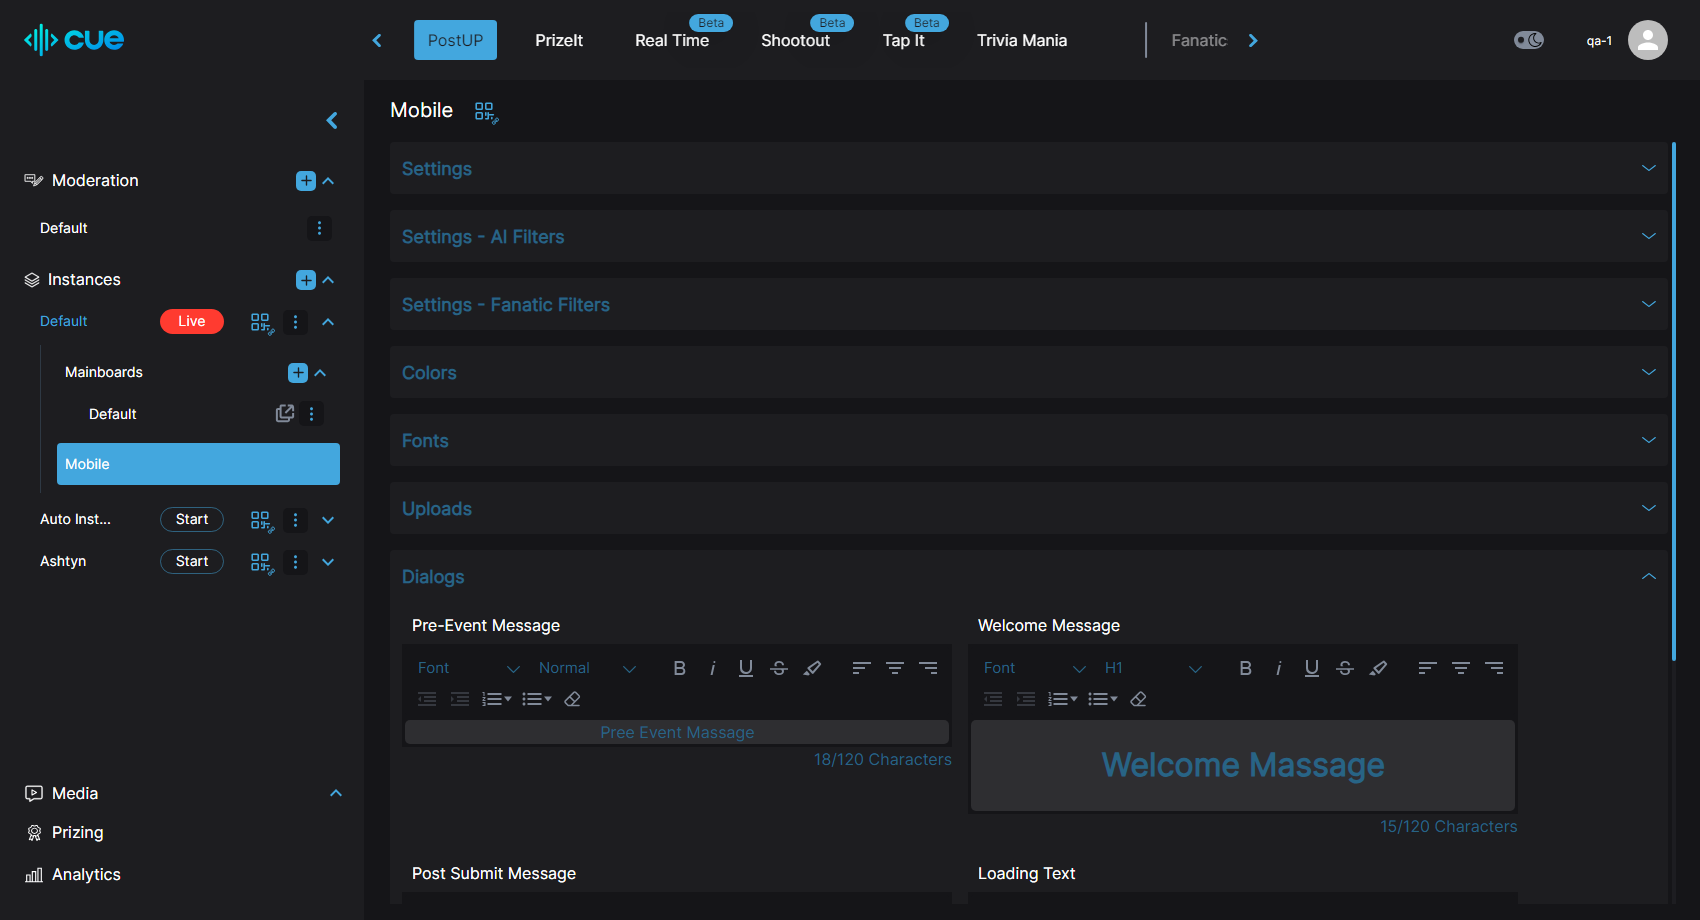 cue
PostUP
PrizeIt
Real Time
Beta
Shootout
Beta
Tap It
Beta
Trivia Mania
Fanatic
qa-1
Moderation
Default
Instances
Default
Live
Mainboards
Default
Mobile
Auto Inst...
Start
Ashtyn
Start
Media
Prizing
Analytics
Mobile
Settings
Settings - AI Filters
Settings - Fanatic Filters
Colors
Fonts
Uploads
Dialogs
Pre-Event Message
Font Normal
Pree Event Massage
18/120 Characters
Welcome Message
Font H1
Welcome Massage
15/120 Characters
Post Submit Message
Loading Text